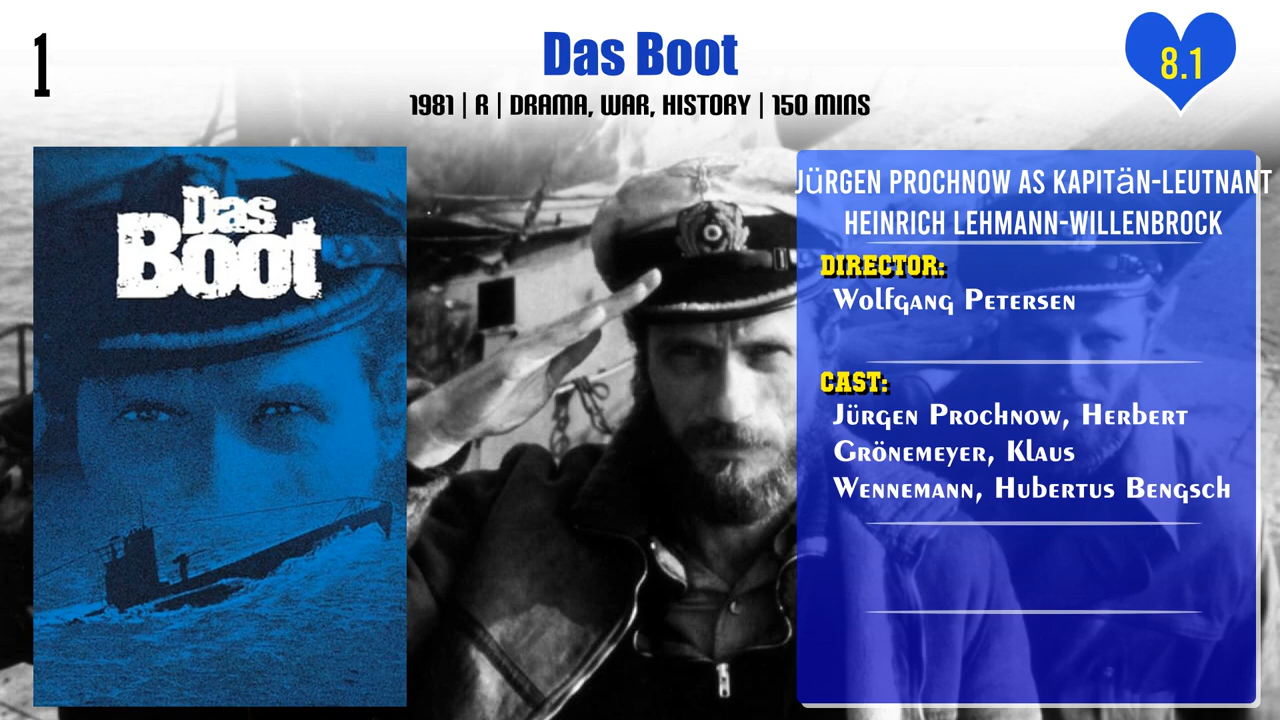 1
Das Boot
8.1
1981 | R | DRAMA, WAR, HISTORY | 150 MINS
Das
Boot
JüRGEN PROCHNOW AS KAPITäN-LEUTNANT
HEINRICH LEHMANN-WILLENBROCK
DIRECTOR:
Wolfgang Petersen
CAST:
Jürgen Prochnow, Herbert
Grönemeyer, Klaus
Wennemann, Hubertus Bengsch